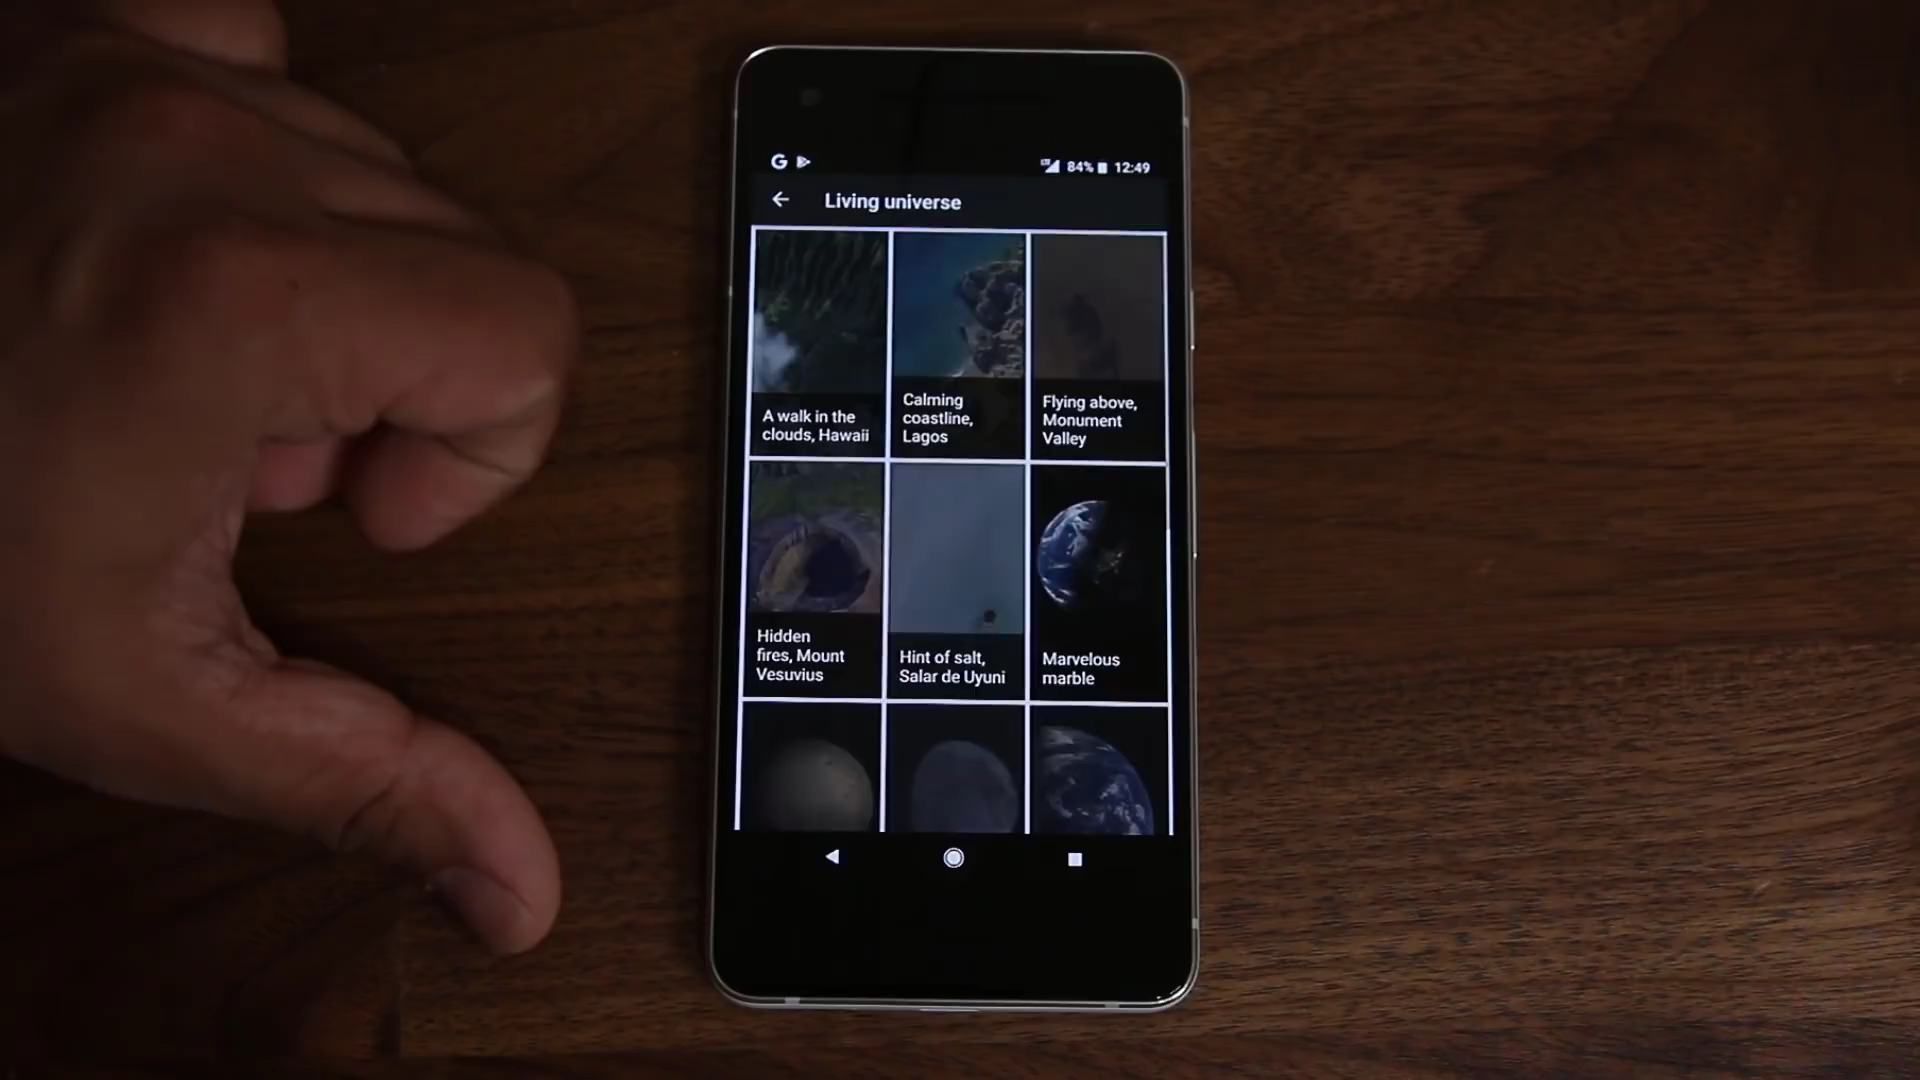 G
LTE 84% 12:49
Living universe
A walk in the
clouds, Hawaii
Calming
coastline,
Lagos
Flying above,
Monument
Valley
Hidden
fires, Mount
Vesuvius
Hint of salt,
Salar de Uyuni
Marvelous
marble